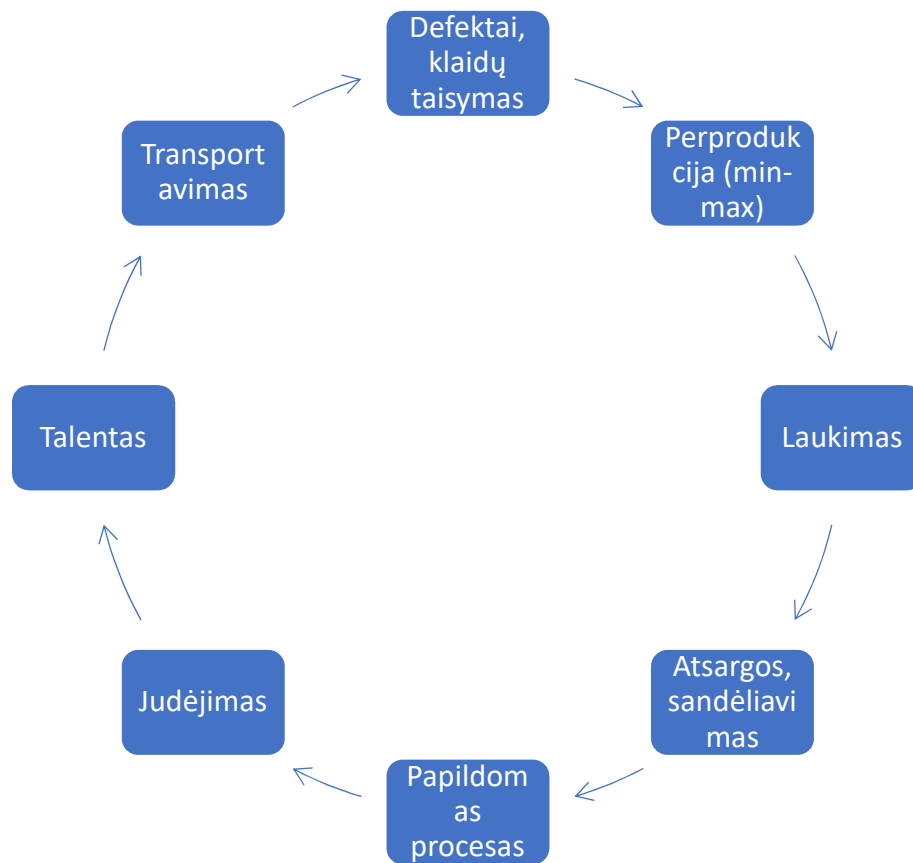 Defektai,
klaidų
taisymas
Perproduk
cija (min-
max)
Laukimas
Atsargos,
sandėliavi
mas
Papildom
as
procesas
Judėjimas
Talentas
Transport
avimas